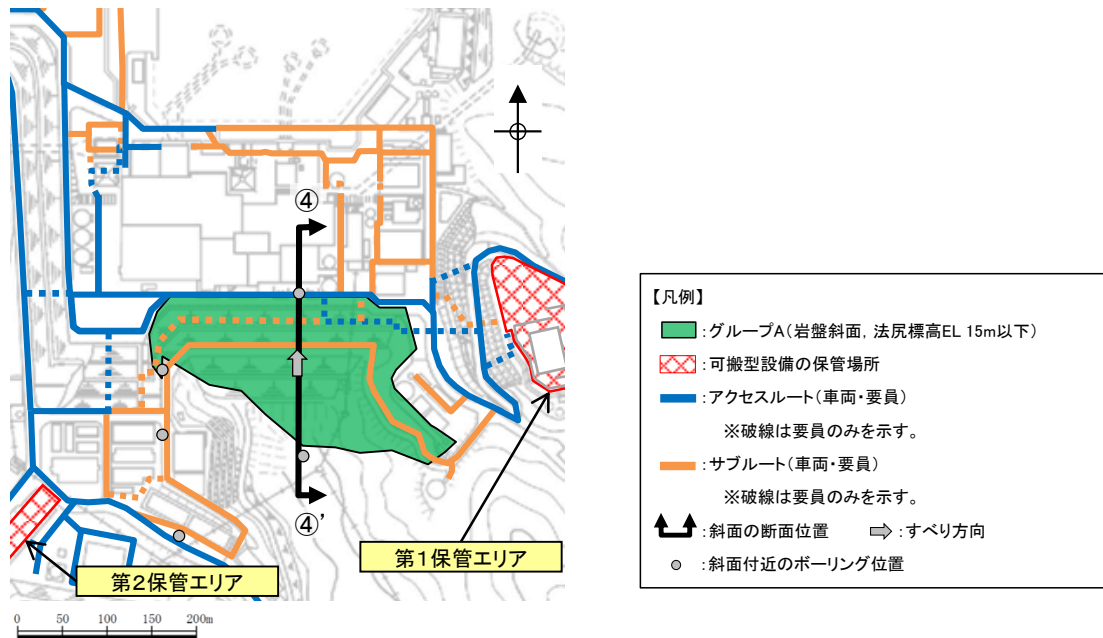 ④
④’
第1保管エリア
第2保管エリア
0 50 100 150 200m
【凡例】
:グループA(岩盤斜面，法尻標高EL 15m以下)
:可搬型設備の保管場所
:アクセスルート(車両・要員)
※破線は要員のみを示す。
:サブルート(車両・要員)
※破線は要員のみを示す。
:斜面の断面位置 :すべり方向
:斜面付近のボーリング位置